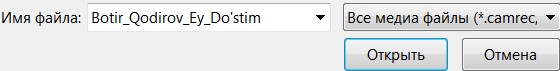 Имя файла: Botir_Qodirov_Ey_Do'stim Все медиа файлы (*.camrec,
Открыть Отмена